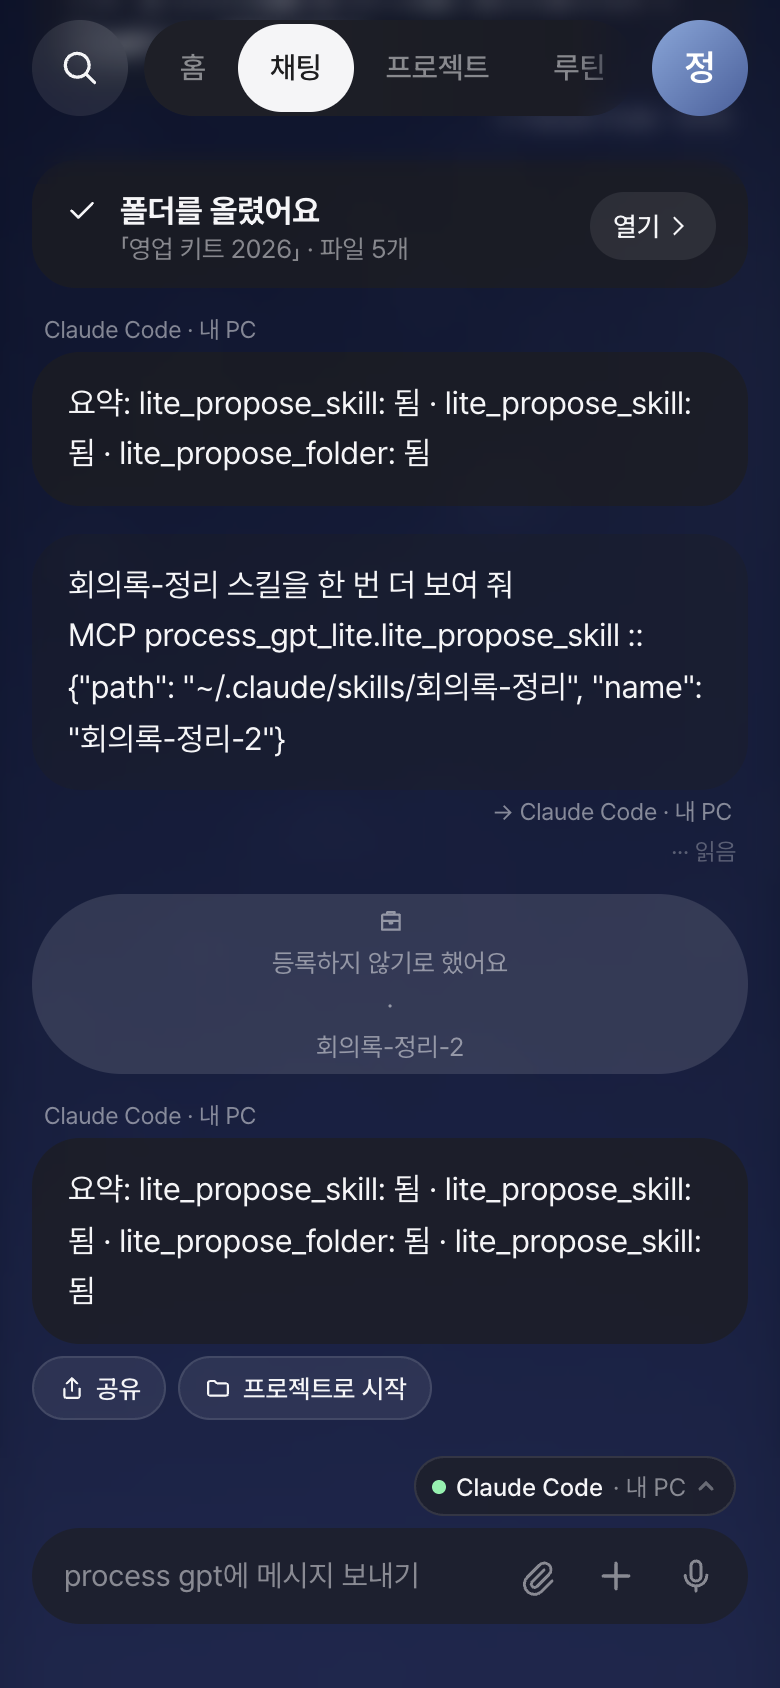 홈 채팅 프로젝트 루틴 정
폴더를 올렸어요
「영업 키트 2026」 · 파일 5개
열기
Claude Code · 내 PC
요약: lite_propose_skill: 됨 · lite_propose_skill:
됨 · lite_propose_folder: 됨
회의록-정리 스킬을 한 번 더 보여 줘
MCP process_gpt_lite.lite_propose_skill ::
{"path": "~/.claude/skills/회의록-정리", "name":
"회의록-정리-2"}
→ Claude Code · 내 PC
··· 읽음
등록하지 않기로 했어요
·
회의록-정리-2
Claude Code · 내 PC
요약: lite_propose_skill: 됨 · lite_propose_skill:
됨 · lite_propose_folder: 됨 · lite_propose_skill:
됨
공유 프로젝트로 시작
Claude Code · 내 PC
process gpt에 메시지 보내기